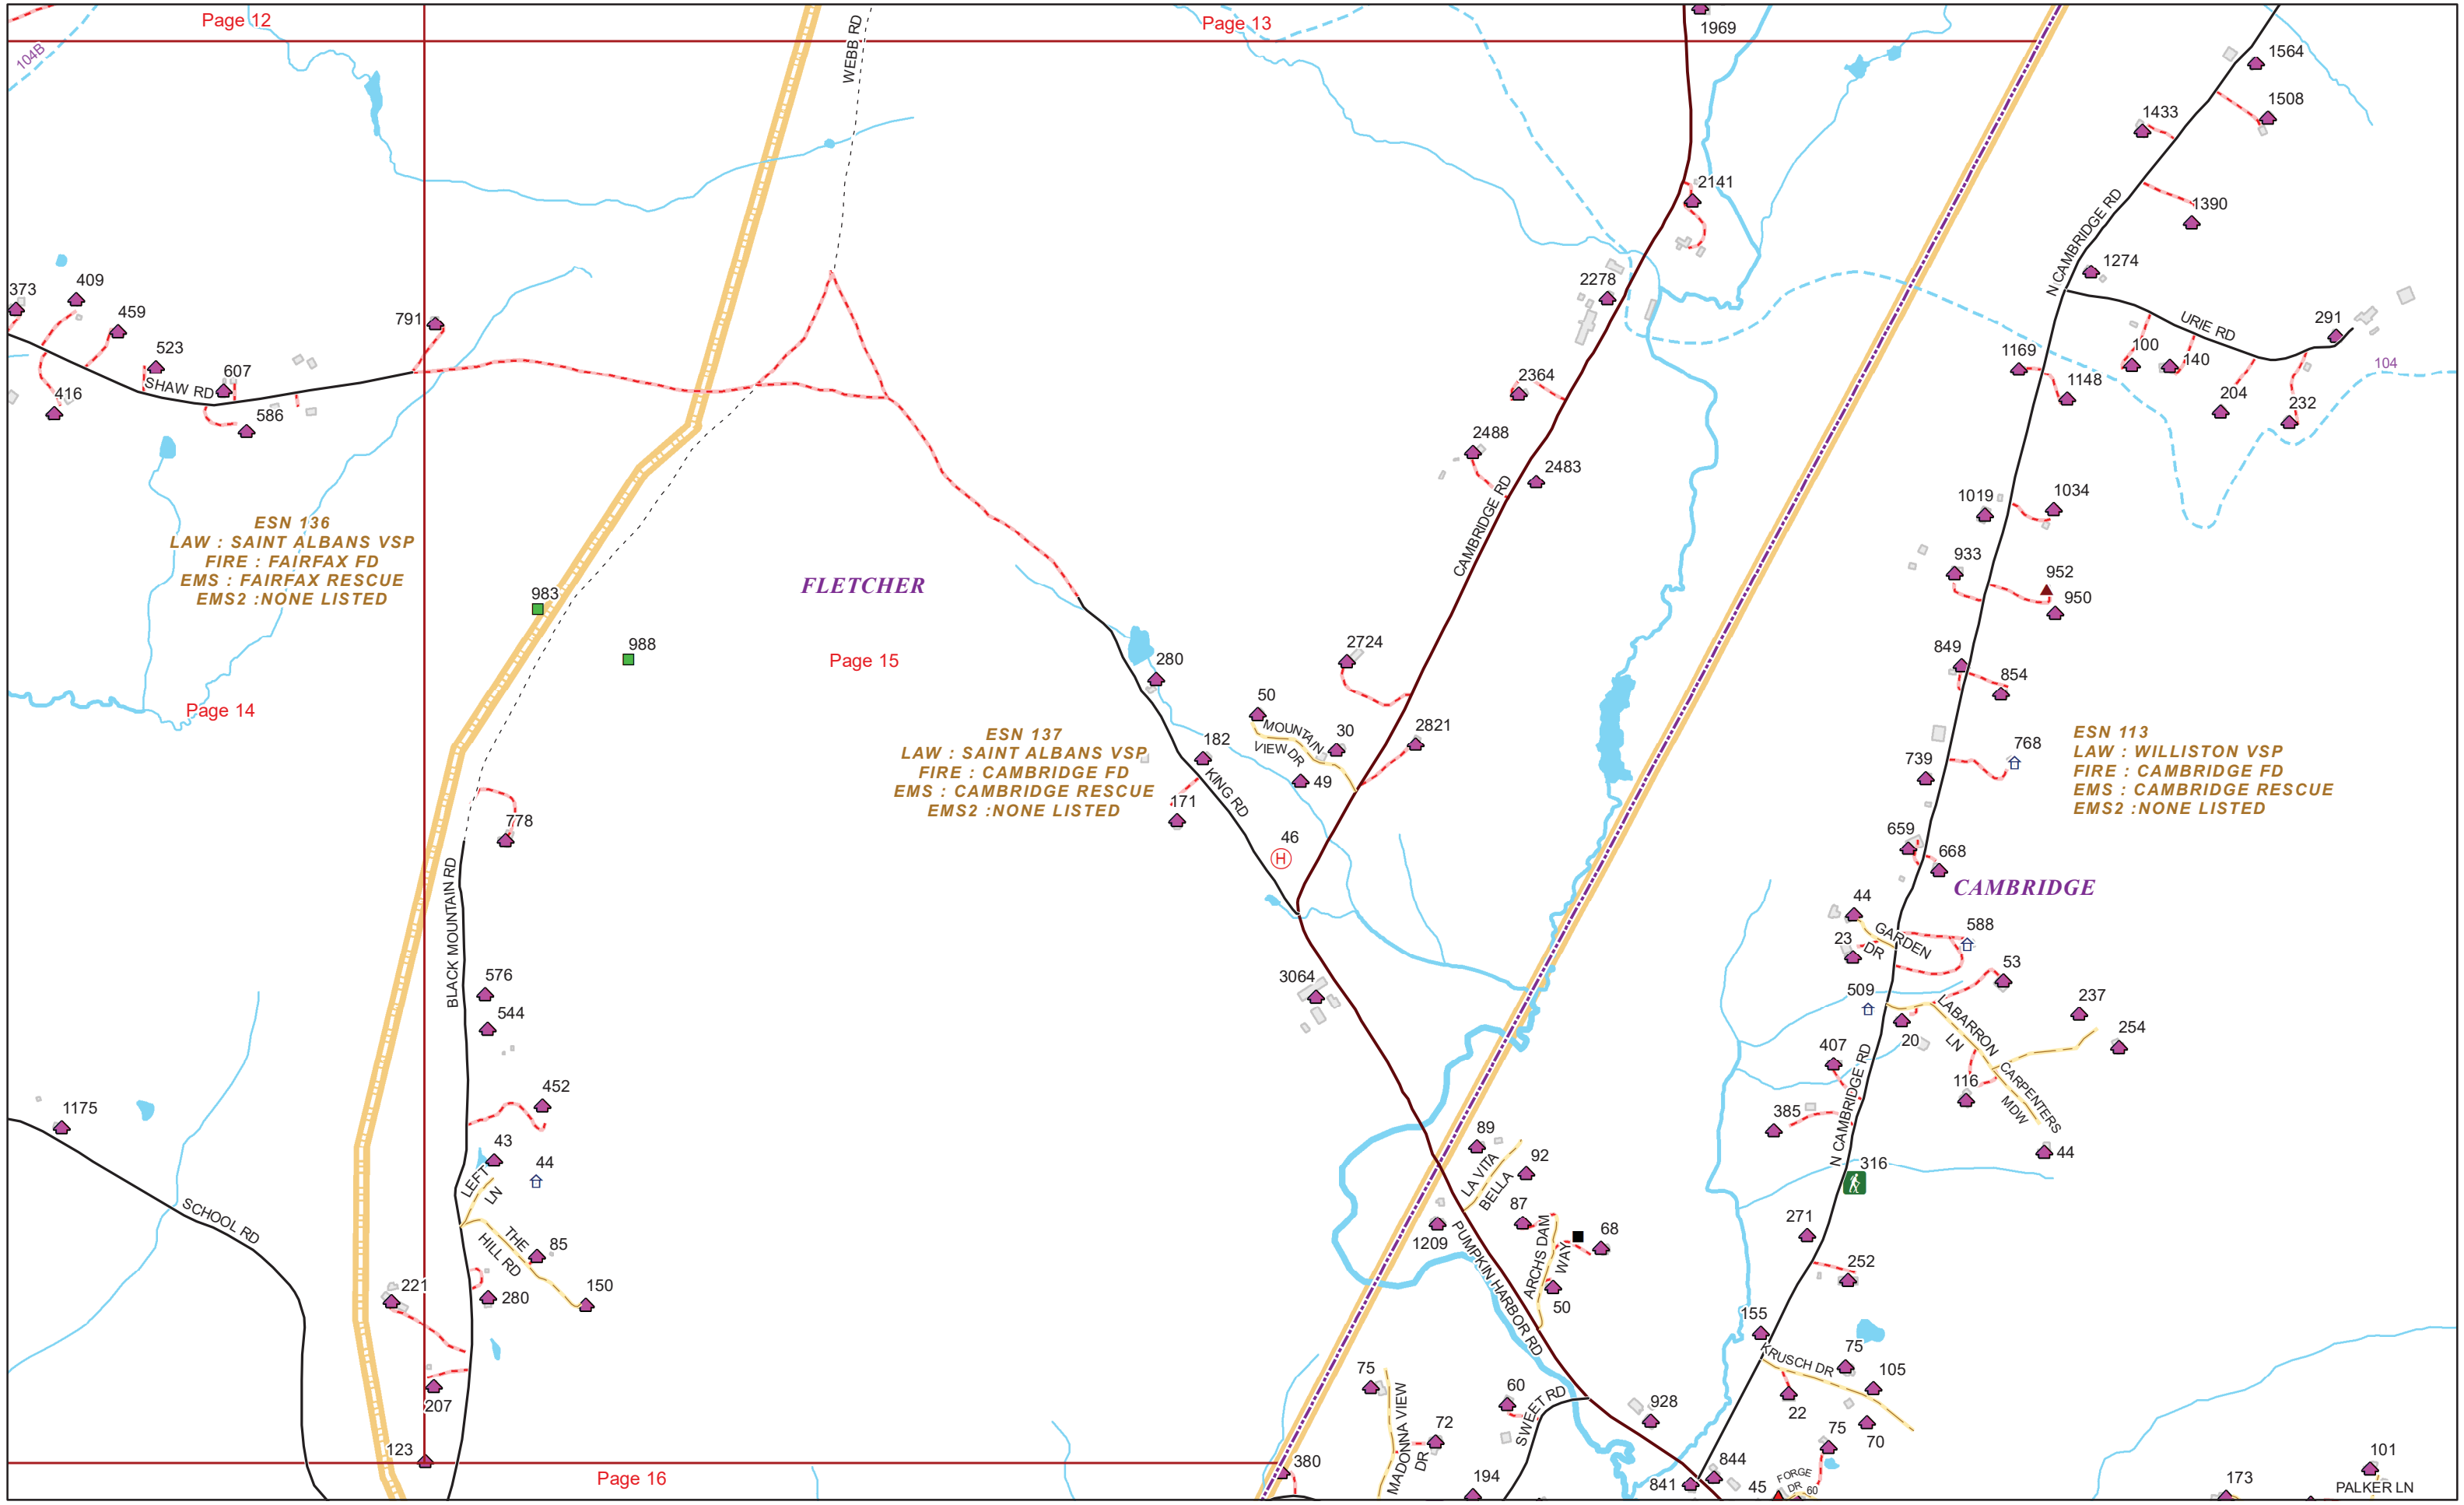 Page 12
Page 13
104B
WEBB RD
1969
1564
1508
1433
1390
2141
N CAMBRIDGE RD
1274
2278
373
409
459
791
523
607
SHAW RD
416
586
URIE RD
291
1169
100
140
104
1148
204
232
2364
2488
2483
CAMBRIDGE RD
1019
1034
ESN 136
LAW : SAINT ALBANS VSP
FIRE : FAIRFAX FD
EMS : FAIRFAX RESCUE
EMS2 :NONE LISTED
983
988
FLETCHER
Page 15
Page 14
933
952
950
849
854
2724
280
50
MOUNTAIN
VIEW DR
30
49
2821
182
KING RD
171
46
H
ESN 137
LAW : SAINT ALBANS VSP
FIRE : CAMBRIDGE FD
EMS : CAMBRIDGE RESCUE
EMS2 :NONE LISTED
ESN 113
LAW : WILLISTON VSP
FIRE : CAMBRIDGE FD
EMS : CAMBRIDGE RESCUE
EMS2 :NONE LISTED
739
768
659
668
CAMBRIDGE
778
BLACK MOUNTAIN RD
44
GARDEN
DR
23
588
53
509
20
LABARRON
LN
237
254
576
544
3064
407
385
N CAMBRIDGE RD
116
CARPENTERS
MDW
44
452
1175
43
44
LEFT
LN
SCHOOL RD
THE
HILL RD
85
150
280
221
207
123
89
LA VITA
BELLA
92
87
ARCHS DAM
WAY
68
50
1209
PUMPKIN HARBOR RD
316
271
252
155
KRUSCH DR
75
105
22
70
75
75
MADONNA VIEW
DR
72
60
SWEET RD
928
380
194
841
844
45
FORGE
DR
60
Page 16
173
101
PALKER LN